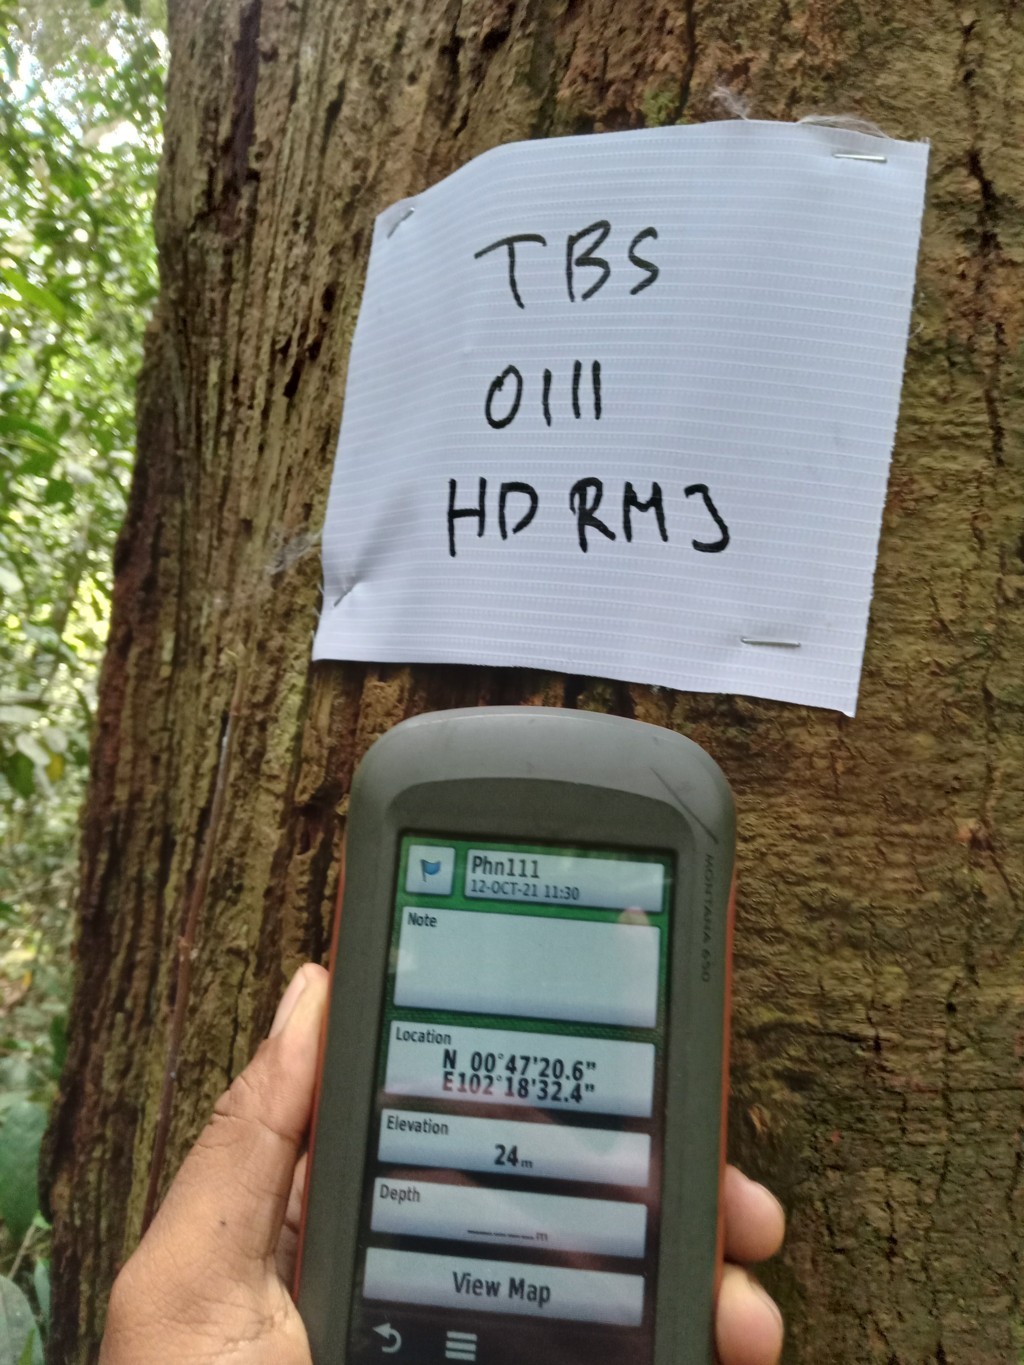 TBS
0111
HD RMJ
MONTANA 650
Phn111
12-OCT-21 11:30
Note
Location
N 00°47'20.6"
E102°18'32.4"
Elevation
24m
Depth
_____m
View Map